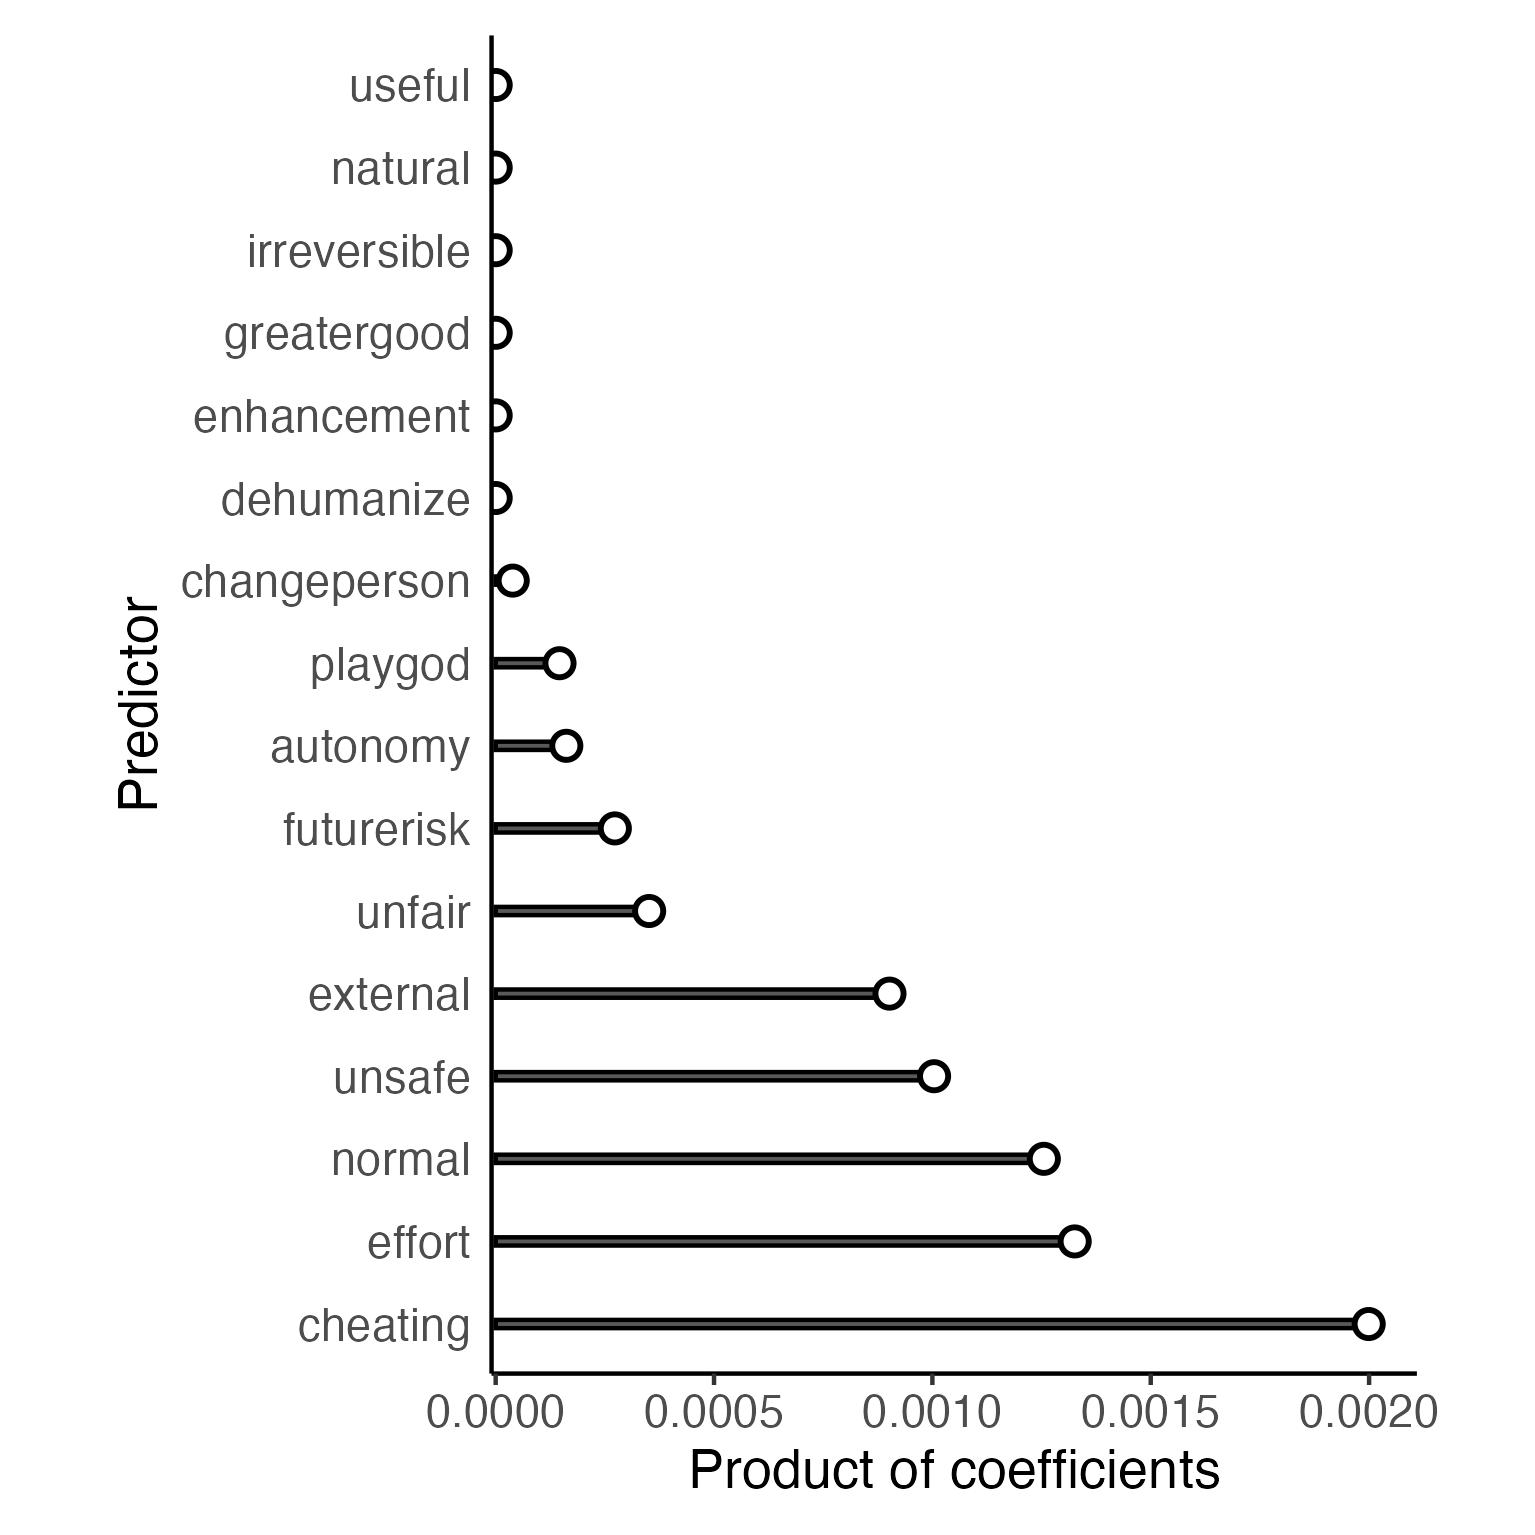 useful
natural
irreversible
greatergood
enhancement
dehumanize
changeperson
playgod
autonomy
futurerisk
unfair
external
unsafe
normal
effort
cheating
Predictor
0.0000 0.0005 0.0010 0.0015 0.0020
Product of coefficients